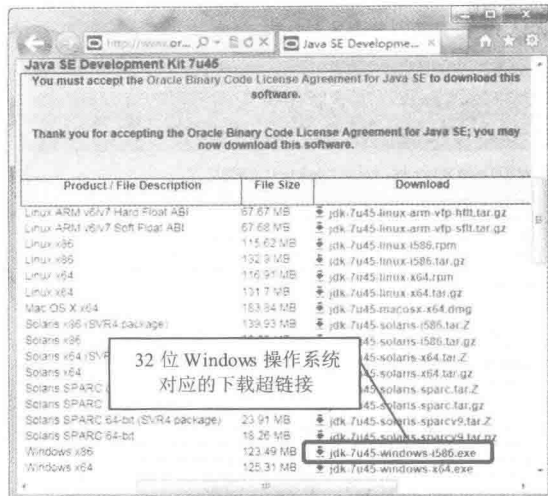 http://www.or...
Java SE Developme...
Java SE Development Kit 7u45
You must accept the Oracle Binary Code License Agreement for Java SE to download this
software.
Thank you for accepting the Oracle Binary Code License Agreement for Java SE; you may
now download this software.
Product / File Description File Size Download
Linux ARM v6/v7 Hard Float ABI 67.67 MB jdk-7u45-linux-arm-vfp-hflt.tar.gz
Linux ARM v6/v7 Soft Float ABI 67.68 MB jdk-7u45-linux-arm-vfp-sflt.tar.gz
Linux x86 115.62 MB jdk-7u45-linux-i586.rpm
Linux x86 132.9 MB jdk-7u45-linux-i586.tar.gz
Linux x64 116.91 MB jdk-7u45-linux-x64.rpm
Linux x64 131.7 MB jdk-7u45-linux-x64.tar.gz
Mac OS X x64 183.84 MB jdk-7u45-macosx-x64.dmg
Solaris x86 (SVR4 package) 139.93 MB jdk-7u45-solaris-i586.tar.Z
Solaris x86 jdk-7u45-solaris-i586.tar.gz
Solaris x64 (SVR jdk-7u45-solaris-x64.tar.Z
Solaris x64 jdk-7u45-solaris-x64.tar.gz
Solaris SPARC jdk-7u45-solaris-sparc.tar.Z
Solaris SPARC jdk-7u45-solaris-sparc.tar.gz
Solaris SPARC 64-bit (SVR4 package) 23.91 MB jdk-7u45-solaris-sparcv9.tar.Z
Solaris SPARC 64-bit 18.26 MB jdk-7u45-solaris-sparcv9.tar.gz
Windows x86 123.49 MB jdk-7u45-windows-i586.exe
Windows x64 125.31 MB jdk-7u45-windows-x64.exe
32 位 Windows 操作系统
对应的下载超链接